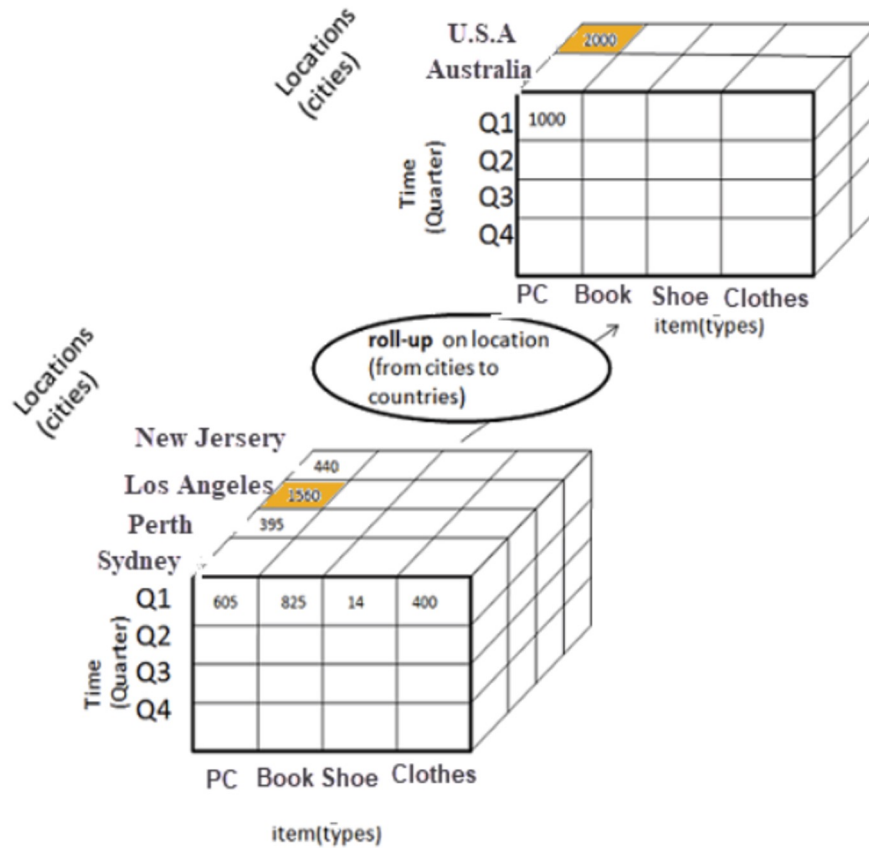 Locations
(cities)
U.S.A
2000
Australia
Q1
1000
Q2
Q3
Q4
Time
(Quarter)
PC Book Shoe Clothes
item(types)
roll-up on location
(from cities to
countries)
Locations
(cities)
New Jersery
440
Los Angeles
1560
Perth
395
Sydney
Q1
605 825 14 400
Q2
Q3
Q4
Time
(Quarter)
PC Book Shoe Clothes
item(types)